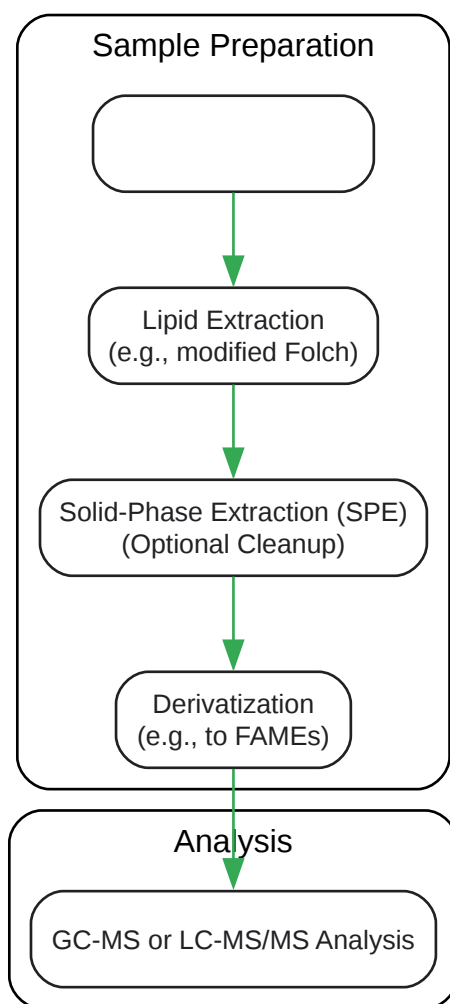 Sample Preparation
Lipid Extraction
(e.g., modified Folch)
Solid-Phase Extraction (SPE)
(Optional Cleanup)
Derivatization
(e.g., to FAMEs)
Analysis
GC-MS or LC-MS/MS Analysis